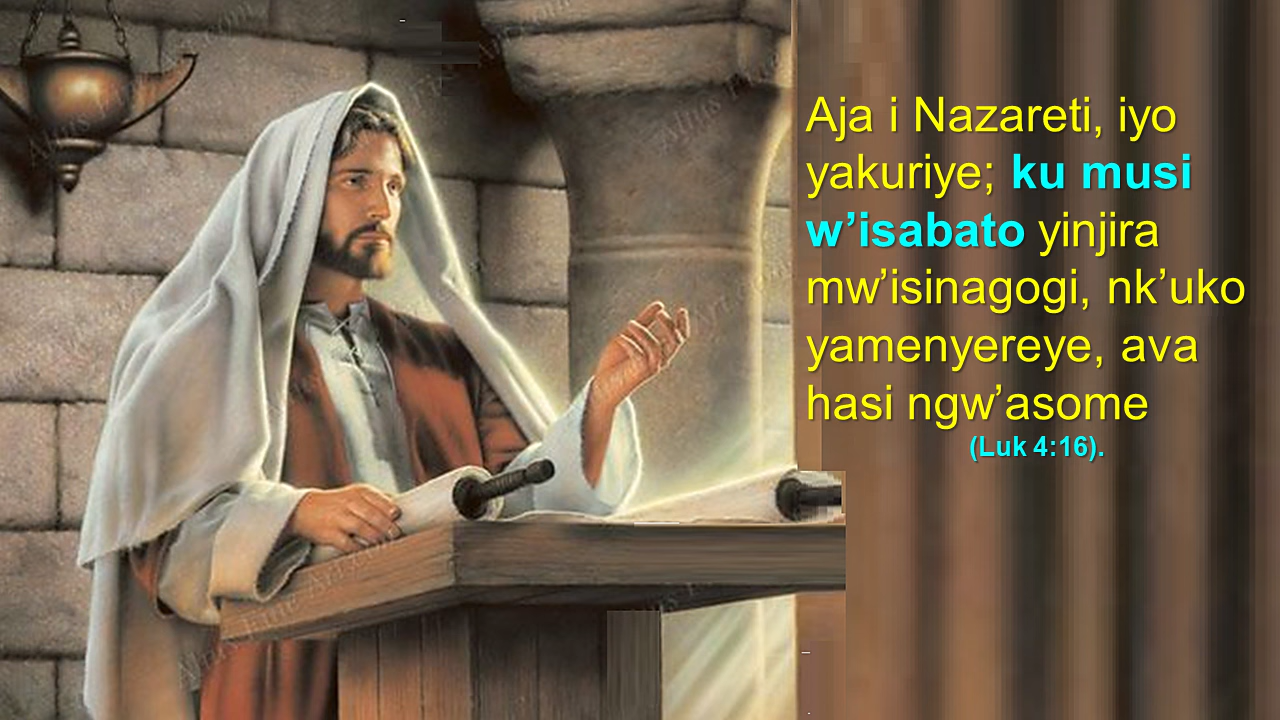 Aja i Nazareti, iyo
yakuriye; ku musi
w’isabato yinjira
mw’isinagogi, nk’uko
yamenyereye, ava
hasi ngw’asome
(Luk 4:16).